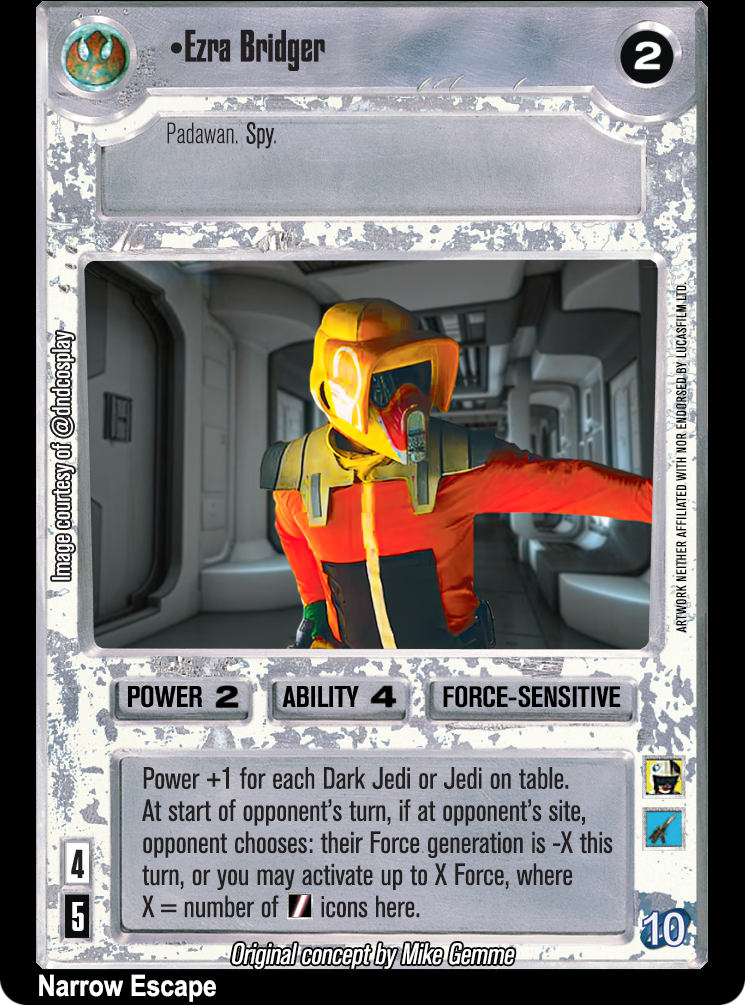 •Ezra Bridger
2
Padawan. Spy.
Image courtesy of @dndcosplay
ARTWORK NEITHER AFFILIATED WITH NOR ENDORSED BY LUCASFILM LTD.
POWER 2
ABILITY 4
FORCE-SENSITIVE
Power +1 for each Dark Jedi or Jedi on table.
At start of opponent's turn, if at opponent's site,
opponent chooses: their Force generation is -X this
turn, or you may activate up to X Force, where
X = number of icons here.
4
5
10
Original concept by Mike Gemme
Narrow Escape